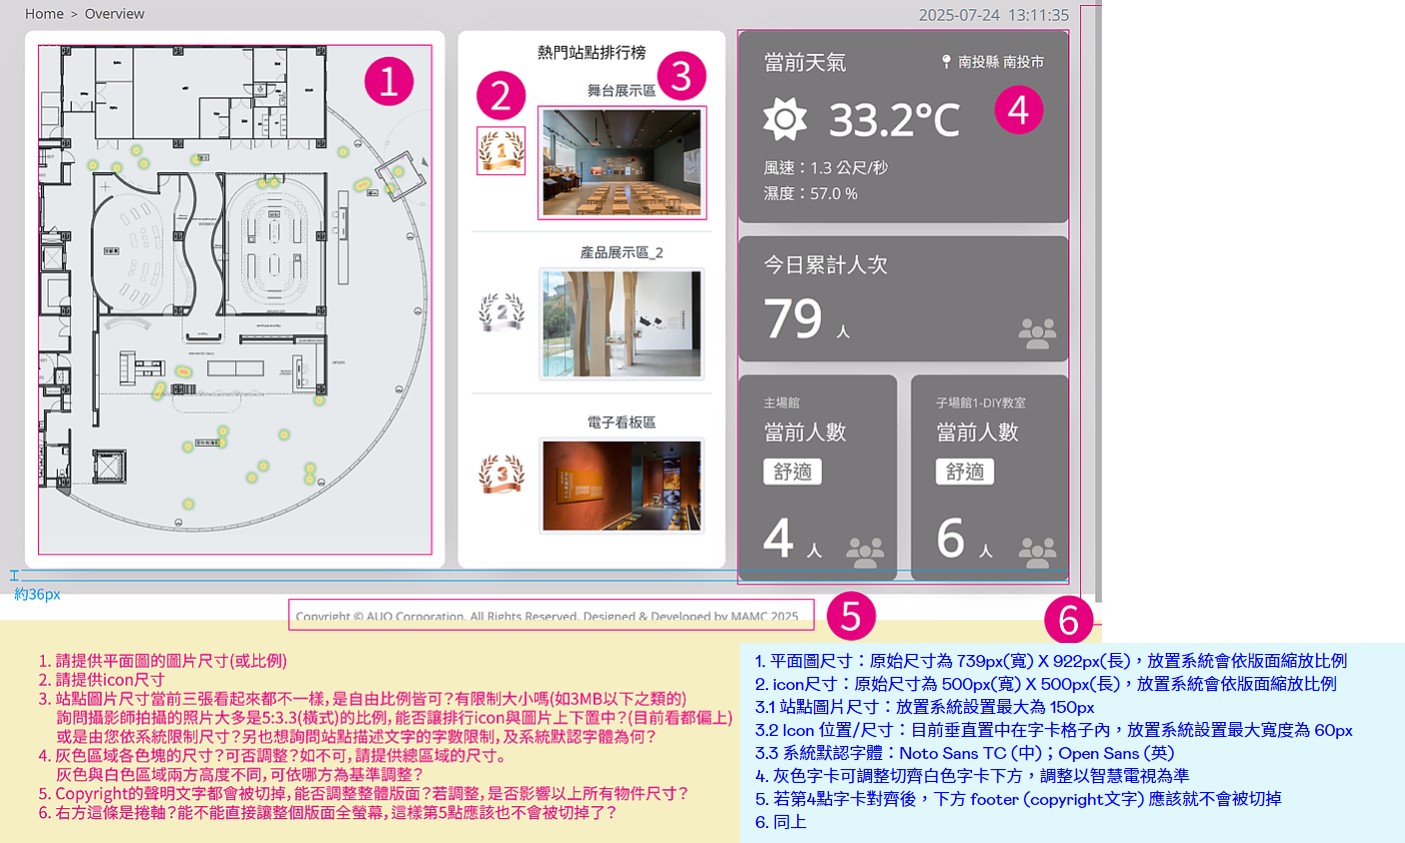 Home > Overview
2025-07-24 13:11:35
1
熱門站點排行榜
2
3
舞台展示區
1
產品展示區_2
2
電子看板區
3
當前天氣
南投縣 南投市
33.2°C
4
風速：1.3 公尺/秒
濕度：57.0 %
今日累計人次
79 人
主場館
當前人數
舒適
4 人
子場館1-DIY教室
當前人數
舒適
6 人
約36px
Copyright © AUO Corporation. All Rights Reserved. Designed & Developed by MAMC 2025
5
6
1. 請提供平面圖的圖片尺寸(或比例)
2. 請提供icon尺寸
3. 站點圖片尺寸當前三張看起來都不一樣，是自由比例皆可？有限制大小嗎(如3MB以下之類的)
詢問攝影師拍攝的照片大多是5:3.3(橫式)的比例，能否讓排行icon與圖片上下置中？(目前看都偏上)
或是由您依系統限制尺寸？另也想詢問站點描述文字的字數限制，及系統默認字體為何？
4. 灰色區域各色塊的尺寸？可否調整？如不可，請提供總區域的尺寸。
灰色與白色區域兩方高度不同，可依哪方為基準調整？
5. Copyright的聲明文字都會被切掉，能否調整整體版面？若調整，是否影響以上所有物件尺寸？
6. 右方這條是捲軸？能不能直接讓整個版面全螢幕，這樣第5點應該也不會被切掉了？
1. 平面圖尺寸：原始尺寸為 739px(寬) X 922px(長)，放置系統會依版面縮放比例
2. icon尺寸：原始尺寸為 500px(寬) X 500px(長)，放置系統會依版面縮放比例
3.1 站點圖片尺寸：放置系統設置最大為 150px
3.2 Icon 位置/尺寸：目前垂直置中在字卡格子內，放置系統設置最大寬度為 60px
3.3 系統默認字體：Noto Sans TC (中)；Open Sans (英)
4. 灰色字卡可調整切齊白色字卡下方，調整以智慧電視為準
5. 若第4點字卡對齊後，下方 footer (copyright文字) 應該就不會被切掉
6. 同上